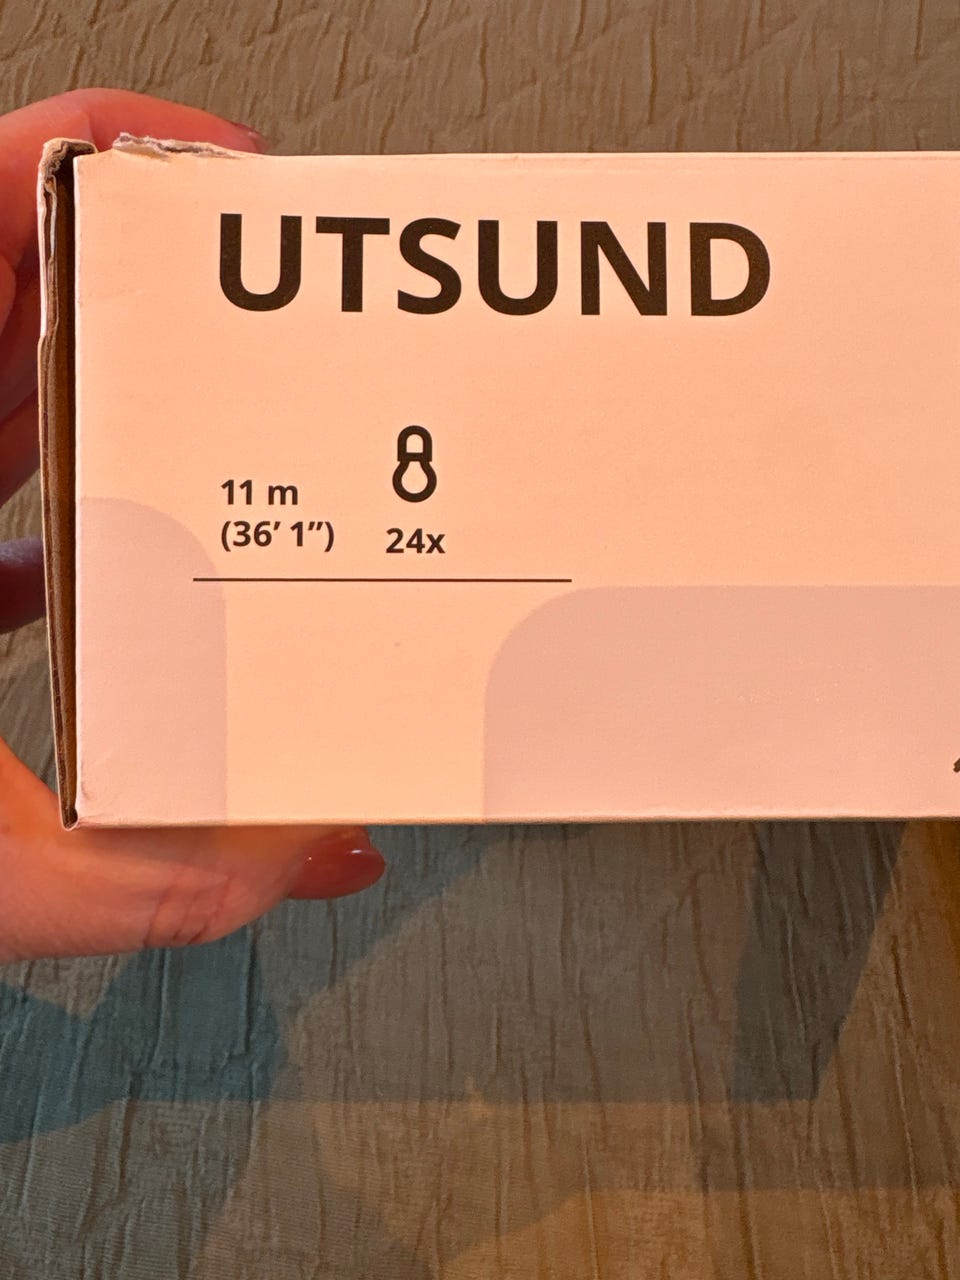 UTSUND
11 m
(36' 1”)
24x